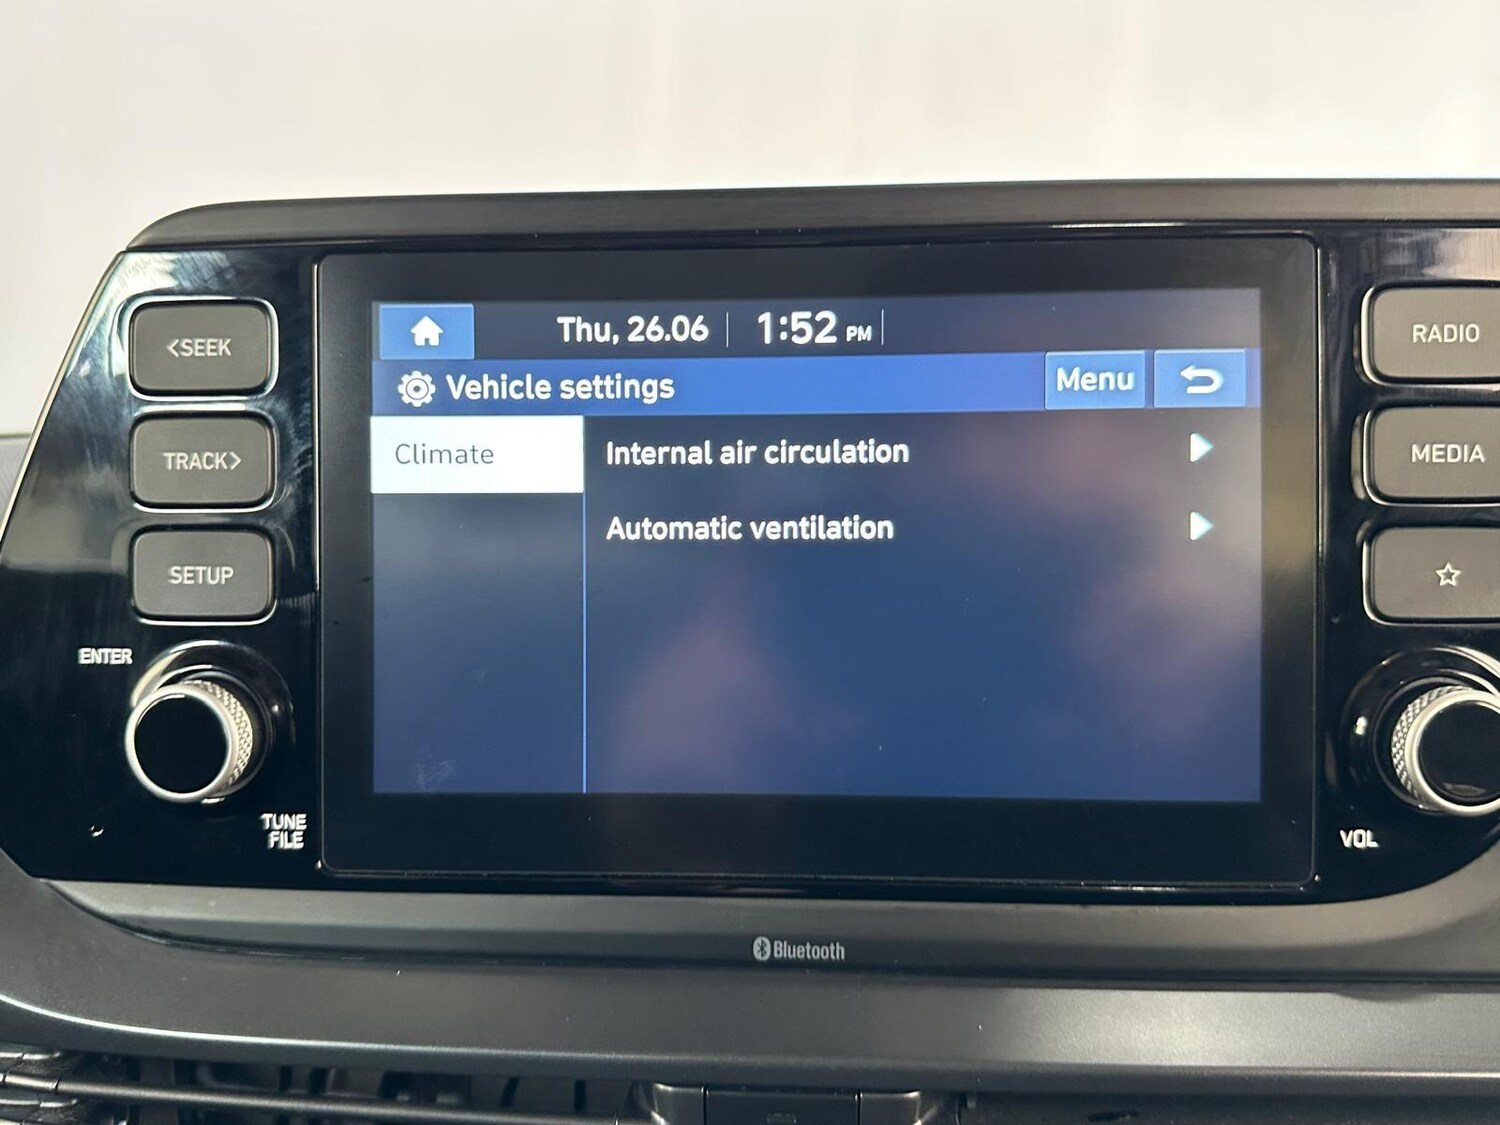 <SEEK
TRACK>
SETUP
ENTER
TUNE
FILE
Thu, 26.06
1:52 PM
Vehicle settings
Menu
Climate
Internal air circulation
Automatic ventilation
RADIO
MEDIA
VOL
Bluetooth